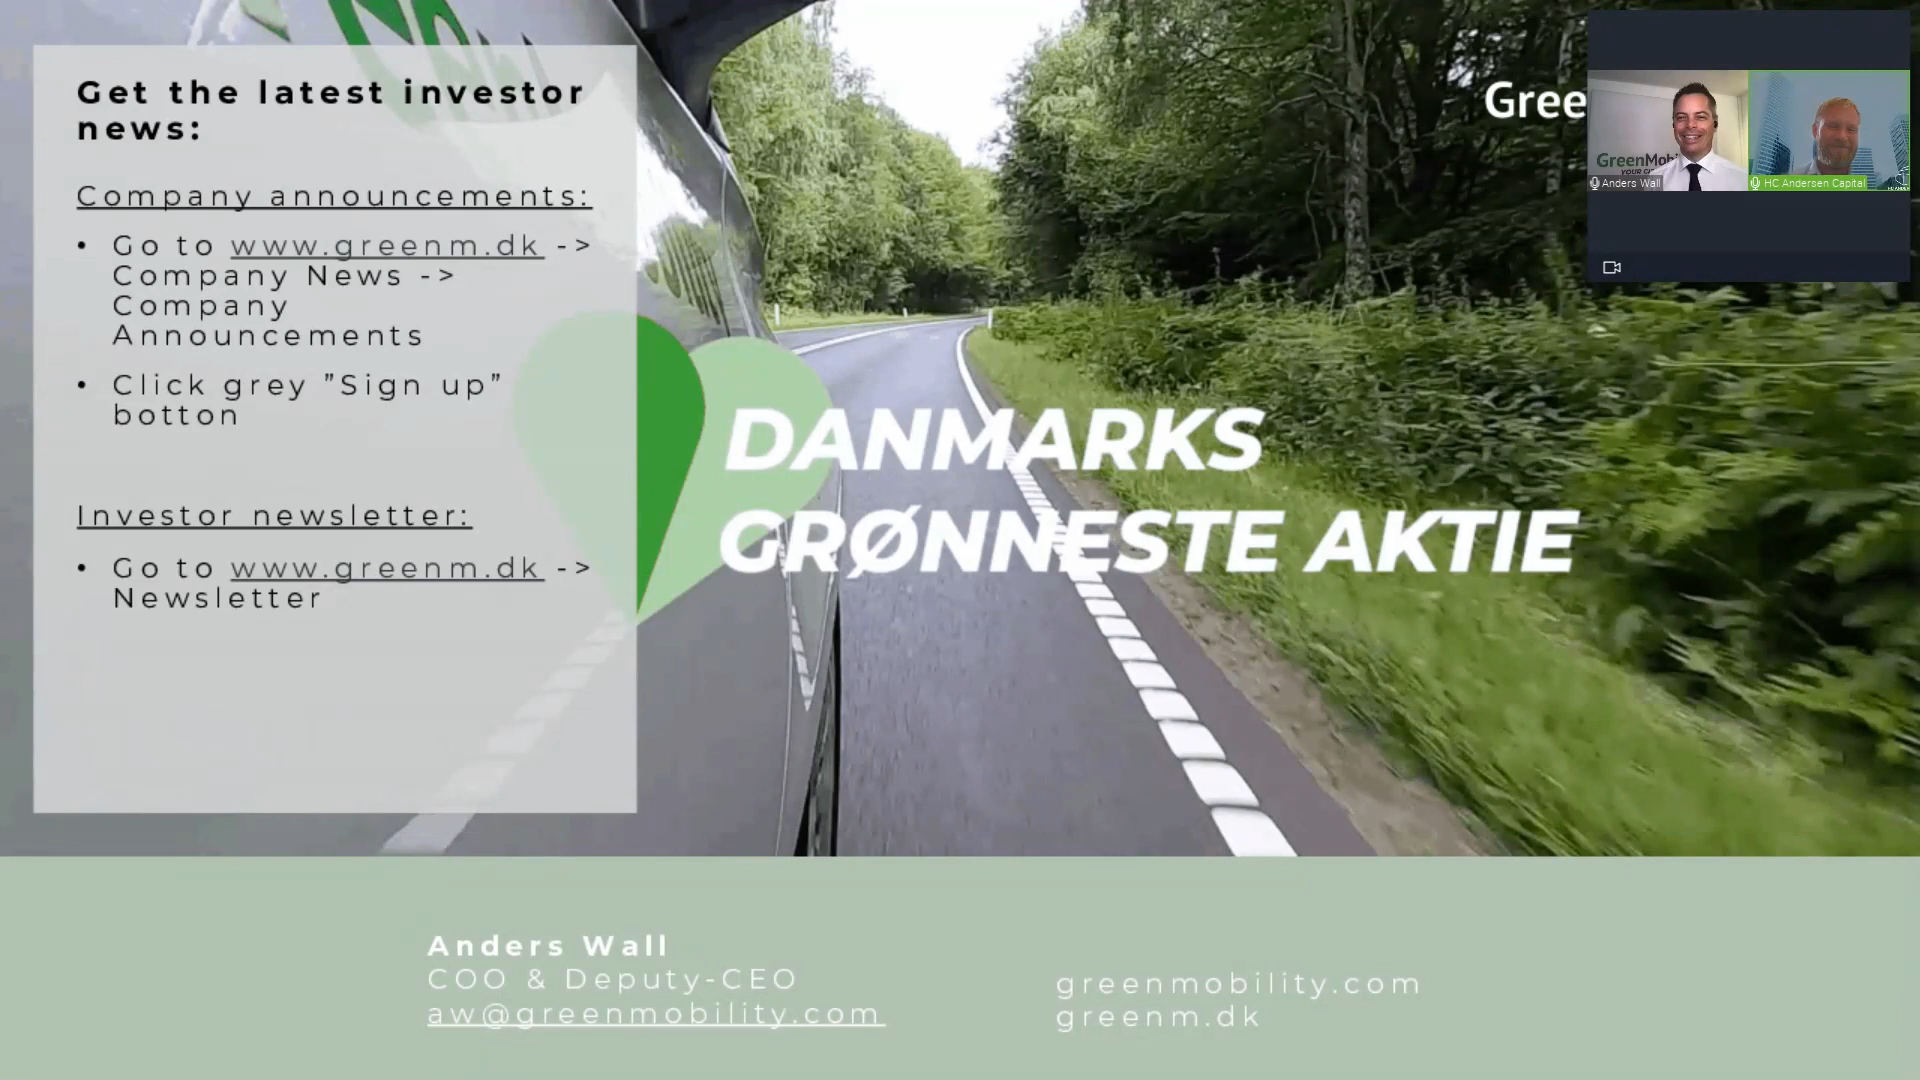 Get the latest investor
news:
Company announcements:
• Go to www.greenm.dk ->
Company News ->
Company
Announcements
• Click grey ”Sign up”
botton
Investor newsletter:
• Go to www.greenm.dk ->
Newsletter
DANMARKS
GRØNNESTE AKTIE
Gree
GreenMobi
Anders Wall
HC Andersen Capital
Anders Wall
COO & Deputy-CEO
aw@greenmobility.com
greenmobility.com
greenm.dk